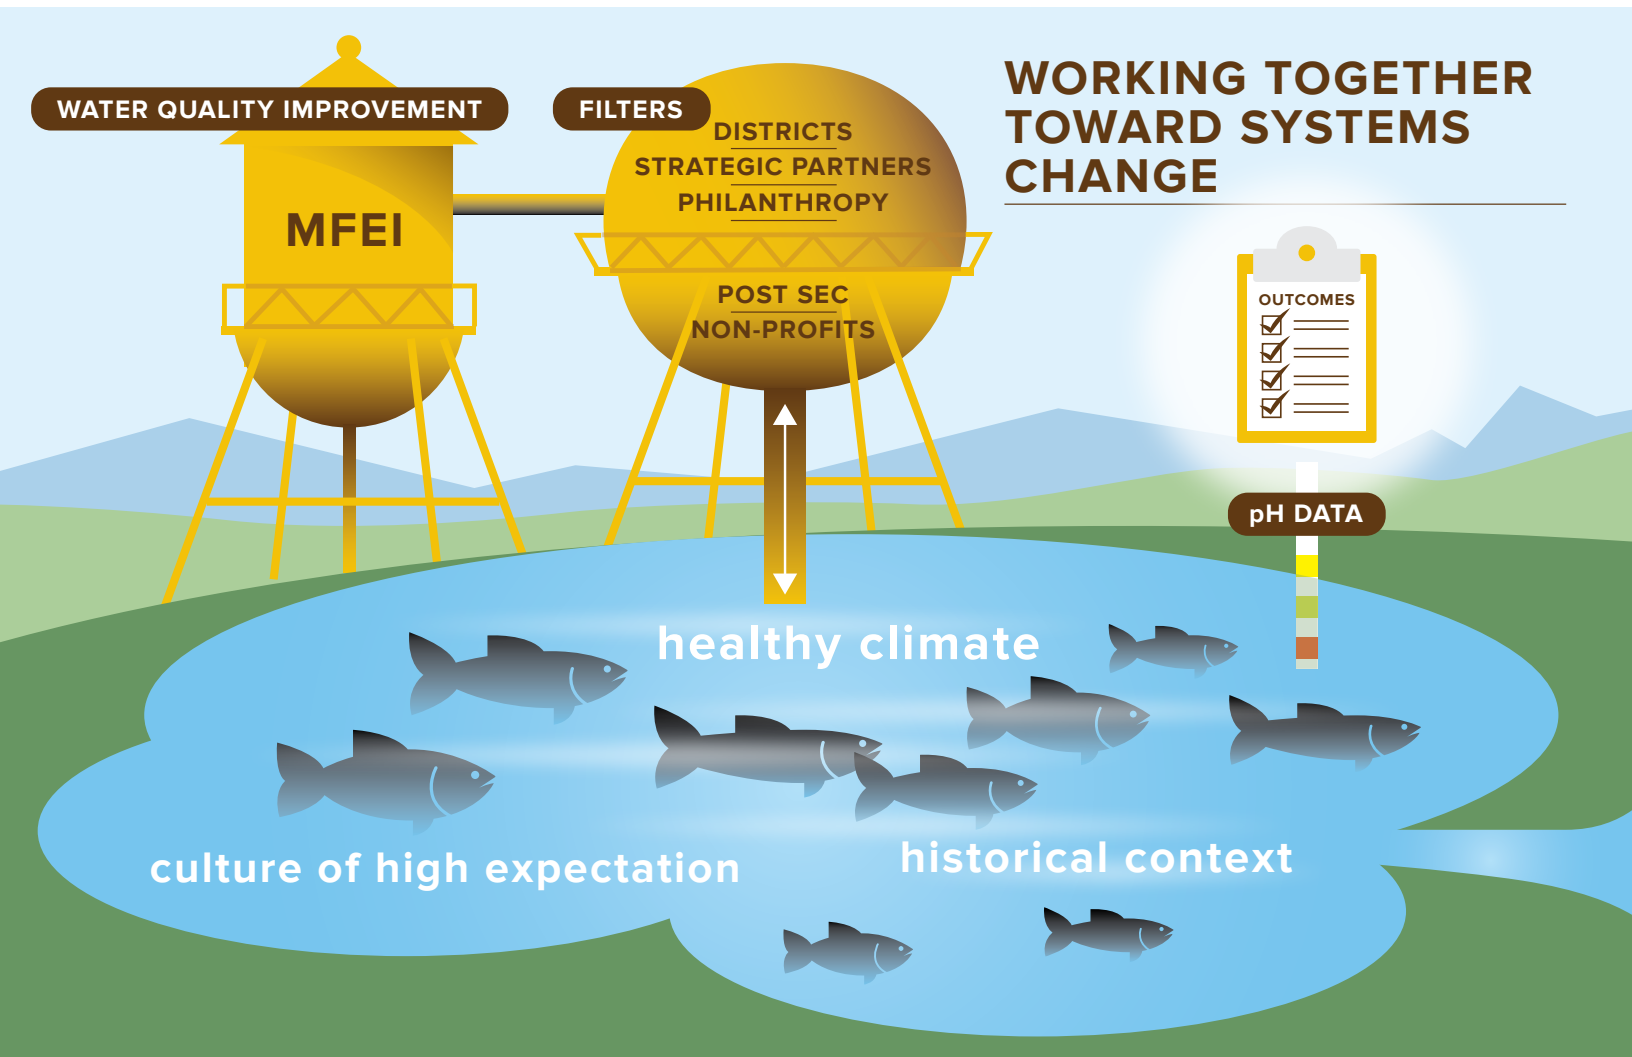 WATER QUALITY IMPROVEMENT
MFEI
FILTERS
DISTRICTS
STRATEGIC PARTNERS
PHILANTHROPY
POST SEC
NON-PROFITS
WORKING TOGETHER
TOWARD SYSTEMS
CHANGE
OUTCOMES
pH DATA
healthy climate
culture of high expectation
historical context